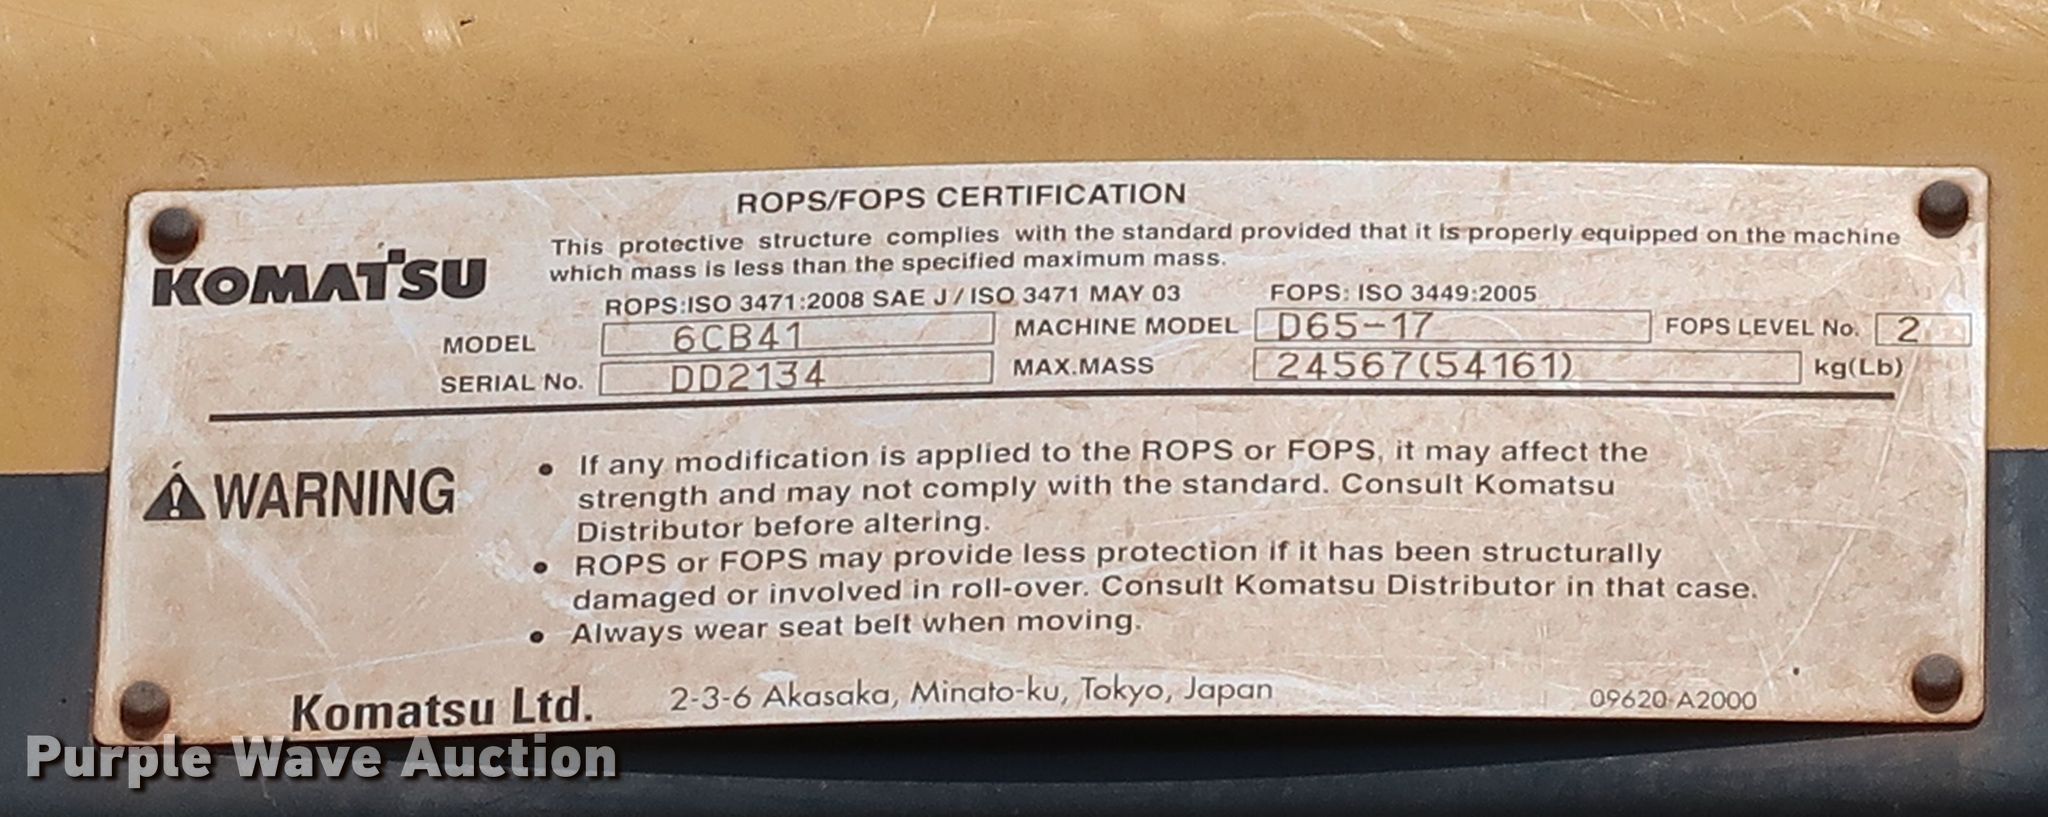 ROPS/FOPS CERTIFICATION
KOMATSU
This protective structure complies with the standard provided that it is properly equipped on the machine
which mass is less than the specified maximum mass.
ROPS:ISO 3471:2008 SAE J/ISO 3471 MAY 03 FOPS: ISO 3449:2005
MODEL 6CB41 MACHINE MODEL D65-17 FOPS LEVEL No. 2
SERIAL No. DD2134 MAX.MASS 24567(54161) kg(Lb)
WARNING
• If any modification is applied to the ROPS or FOPS, it may affect the
strength and may not comply with the standard. Consult Komatsu
Distributor before altering.
• ROPS or FOPS may provide less protection if it has been structurally
damaged or involved in roll-over. Consult Komatsu Distributor in that case.
• Always wear seat belt when moving.
Komatsu Ltd. 2-3-6 Akasaka, Minato-ku, Tokyo, Japan 09620-A2000
Purple Wave Auction